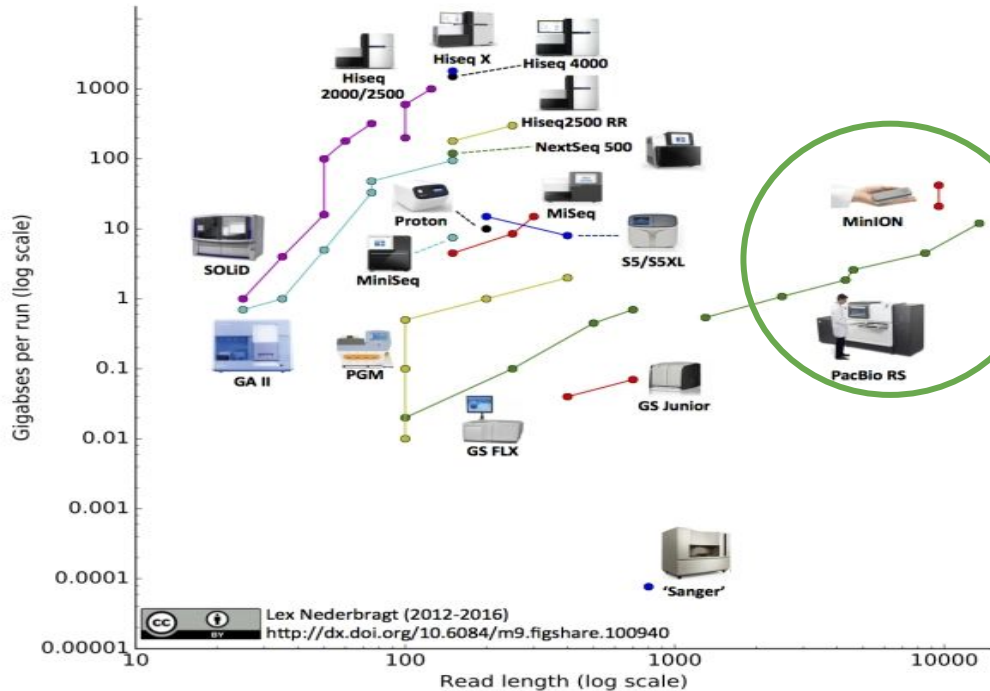 Gigabses per run (log scale)
1000
100
10
1
0.1
0.01
0.001
0.0001
0.00001
10
100
1000
10000
Read length (log scale)
Hiseq
2000/2500
Hiseq X
Hiseq 4000
Hiseq2500 RR
NextSeq 500
SOLiD
Proton
MiSeq
MiniSeq
S5/S5XL
MinION
GA II
PGM
GS FLX
GS Junior
PacBio RS
'Sanger'
cc
BY
Lex Nederbragt (2012-2016)
http://dx.doi.org/10.6084/m9.figshare.100940